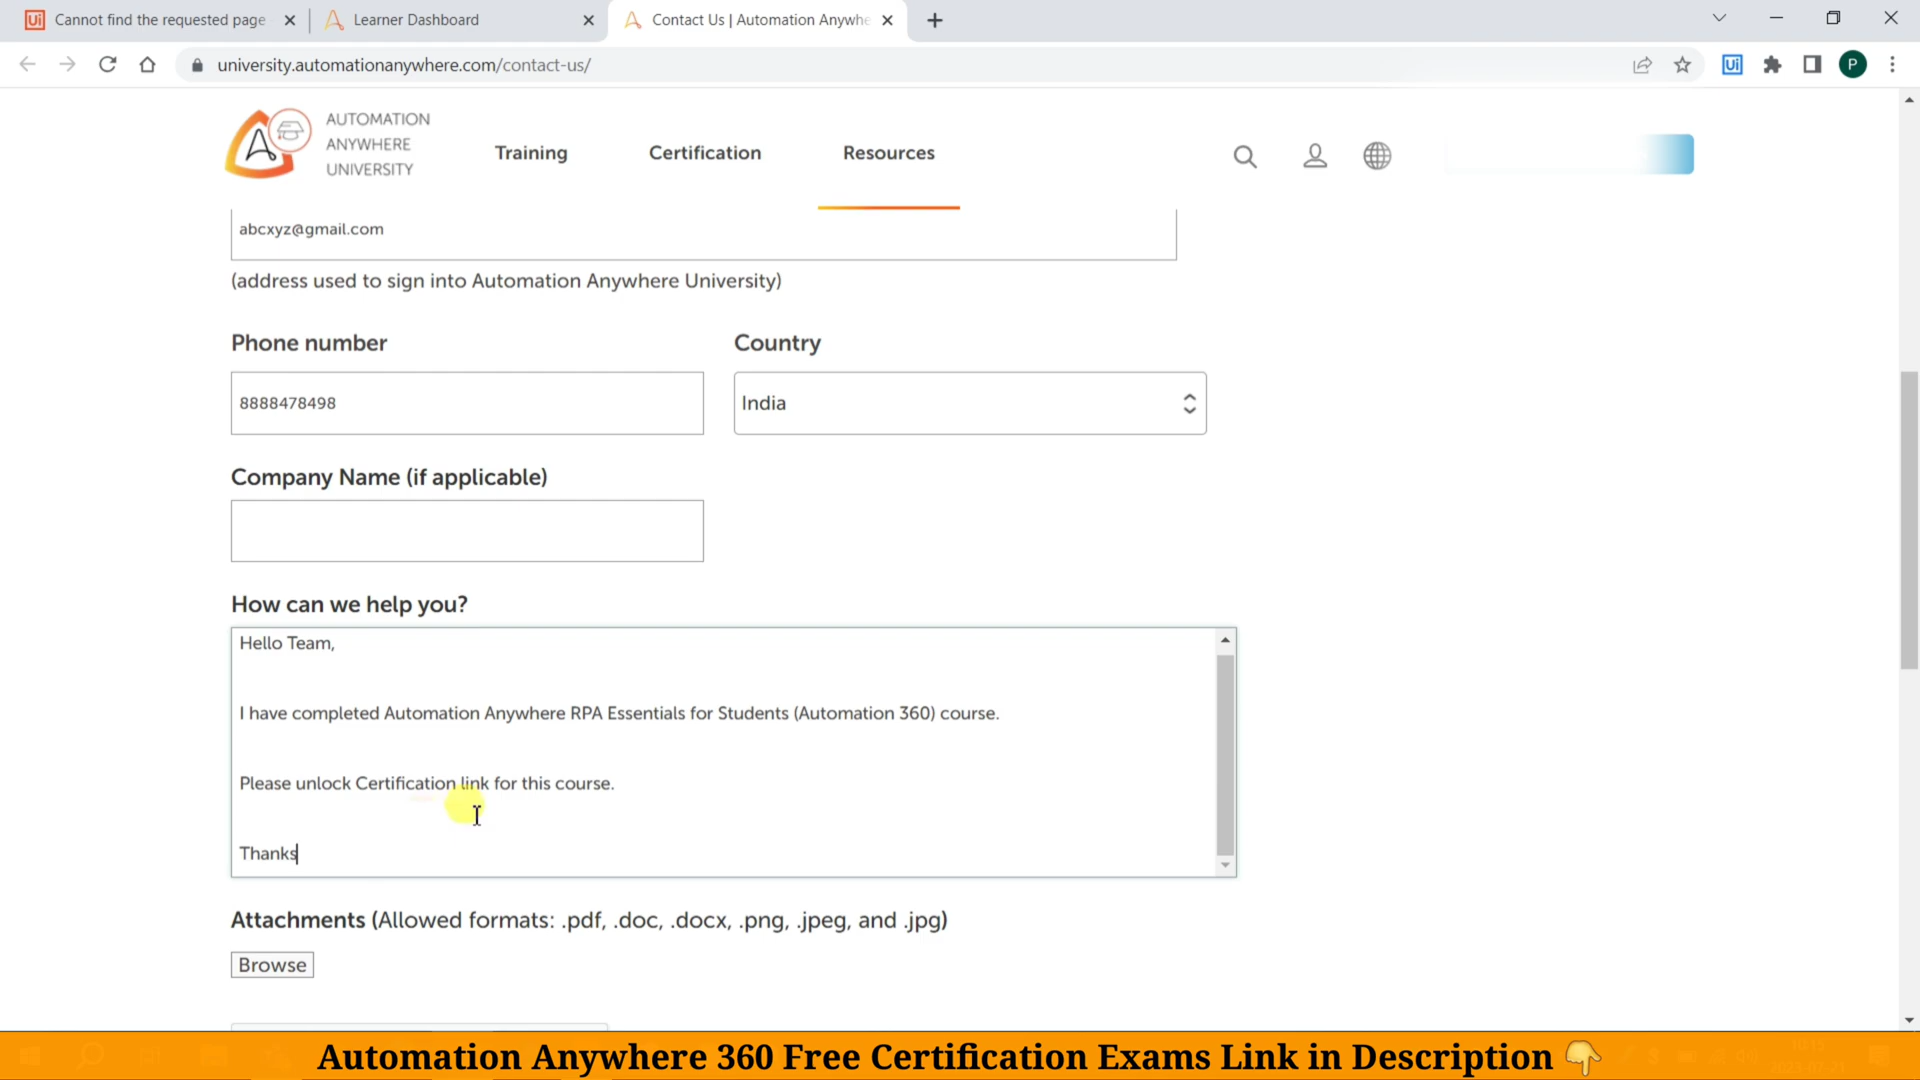 Cannot find the requested page
Learner Dashboard
Contact Us | Automation Anywhe
university.automationanywhere.com/contact-us/
Ui
P
AUTOMATION
ANYWHERE
UNIVERSITY
Training
Certification
Resources
abcxyz@gmail.com
(address used to sign into Automation Anywhere University)
Phone number
Country
8888478498
India
Company Name (if applicable)
How can we help you?
Hello Team,
I have completed Automation Anywhere RPA Essentials for Students (Automation 360) course.
Please unlock Certification link for this course.
Thanks
Attachments (Allowed formats: .pdf, .doc, .docx, .png, .jpeg, and .jpg)
Browse
Automation Anywhere 360 Free Certification Exams Link in Description 👇